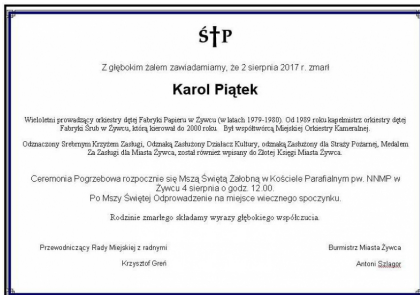 Ś†P
Z głębokim żalem zawiadamiamy, że 2 sierpnia 2017 r. zmarł
Karol Piątek
Wieloletni prowadzący orkiestry dętej Fabryki Papieru w Żywcu (w latach 1979-1980). Od 1989 roku kapelmistrz orkiestry dętej
Fabryki Śrub w Żywcu, którą kierował do 2000 roku. Był współtwórcą Miejskiej Orkiestry Kameralnej.
Odznaczony Srebrnym Krzyżem Zasługi, Odznaką Zasłużony Działacz Kultury, odznaką Zasłużony dla Straży Pożarnej, Medalem
Za Zasługi dla Miasta Żywca, został również wpisany do Złotej Księgi Miasta Żywca.
Ceremonia Pogrzebowa rozpocznie się Mszą Świętą Żałobną w Kościele Parafialnym pw. NNMP w
Żywcu 4 sierpnia o godz. 12.00.
Po Mszy Świętej Odprowadzenie na miejsce wiecznego spoczynku.
Rodzinie zmarłego składamy wyrazy głębokiego współczucia.
Przewodniczący Rady Miejskiej z radnymi
Burmistrz Miasta Żywca
Krzysztof Greń
Antoni Szlagor